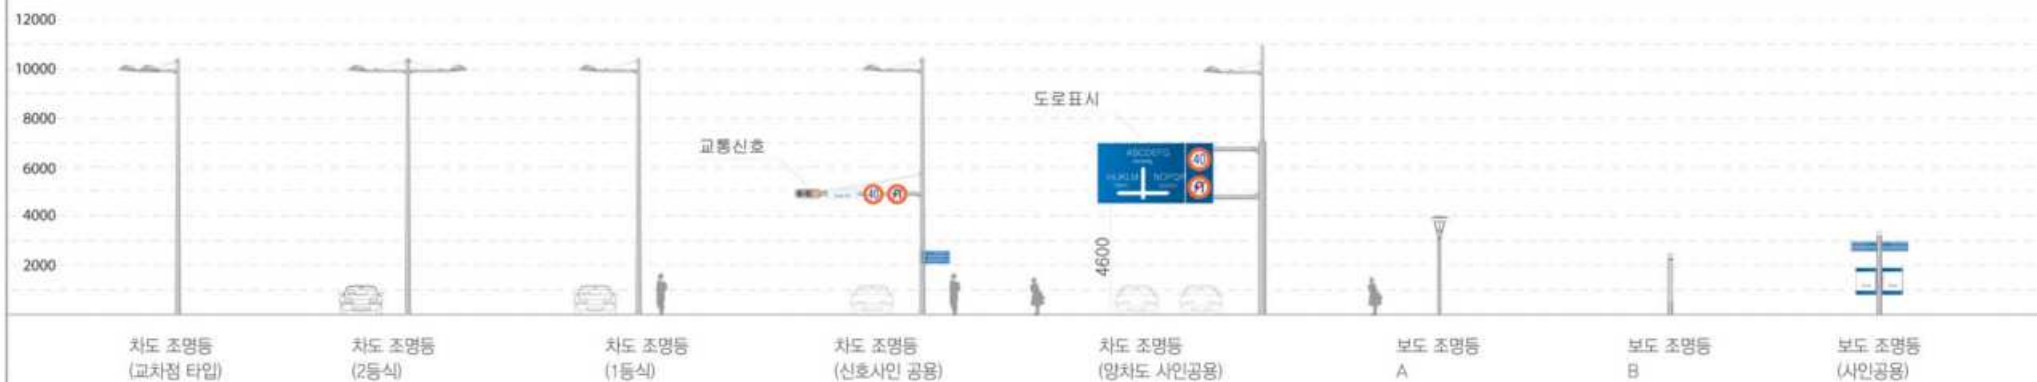 12000
10000
8000
6000
4000
2000
교통신호
40
도로표시
ABCDEFG
HIJKLM
NOPQR
40
4600
차도 조명등
(교차점 타입)
차도 조명등
(2등식)
차도 조명등
(1등식)
차도 조명등
(신호사인 공용)
차도 조명등
(양차도 사인공용)
보도 조명등
A
보도 조명등
B
보도 조명등
(사인공용)